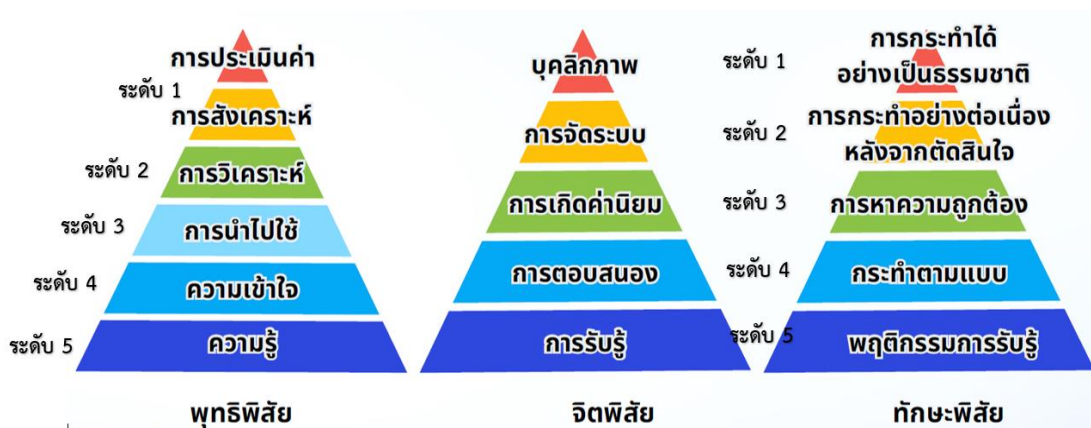 การประเมินค่า
ระดับ 1
การสังเคราะห์
ระดับ 2
การวิเคราะห์
ระดับ 3
การนำไปใช้
ระดับ 4
ความเข้าใจ
ระดับ 5
ความรู้
พุทธิพิสัย
บุคลิกภาพ
การจัดระบบ
การเกิดค่านิยม
การตอบสนอง
การรับรู้
จิตพิสัย
ระดับ 1
การกระทำได้
อย่างเป็นธรรมชาติ
ระดับ 2
การกระทำอย่างต่อเนื่อง
หลังจากตัดสินใจ
ระดับ 3
การหาความถูกต้อง
ระดับ 4
กระทำตามแบบ
ระดับ 5
พฤติกรรมการรับรู้
ทักษะพิสัย